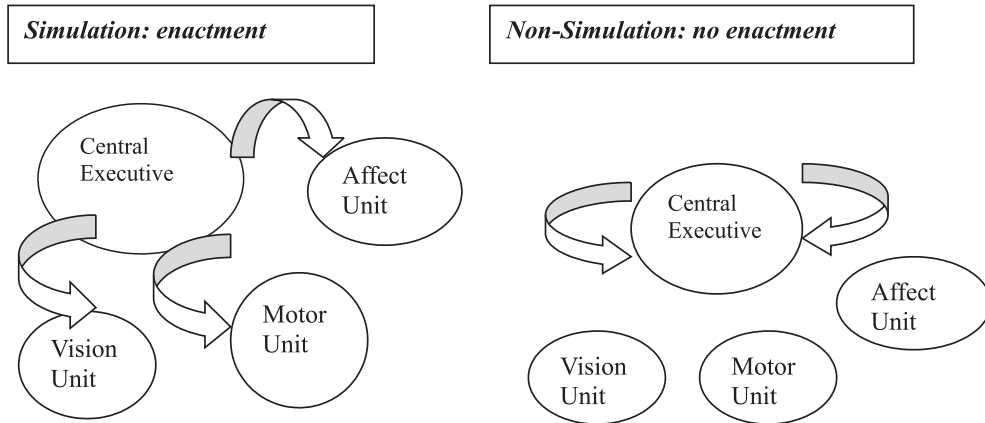 Simulation: enactment
Non-Simulation: no enactment
Central
Executive
Affect
Unit
Vision
Unit
Motor
Unit
Central
Executive
Affect
Unit
Vision
Unit
Motor
Unit